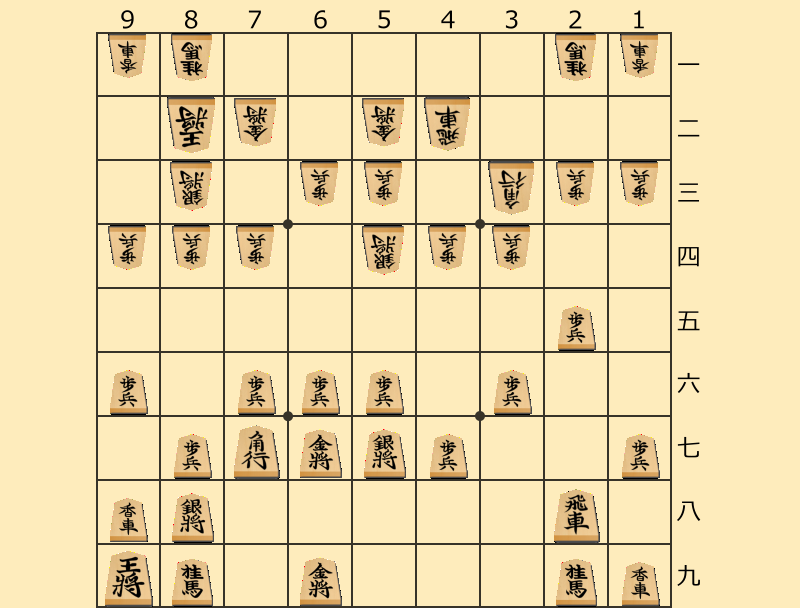 9 8 7 6 5 4 3 2 1
香車 桂馬 桂馬 香車 一
王将 金将 金将 飛車 二
銀将 歩兵 歩兵 角行 歩兵 歩兵 三
歩兵 歩兵 歩兵 銀将 歩兵 歩兵 四
歩兵 五
歩兵 歩兵 歩兵 歩兵 歩兵 六
歩兵 角行 金将 銀将 歩兵 歩兵 七
香車 銀将 飛車 八
王将 桂馬 金将 桂馬 香車 九